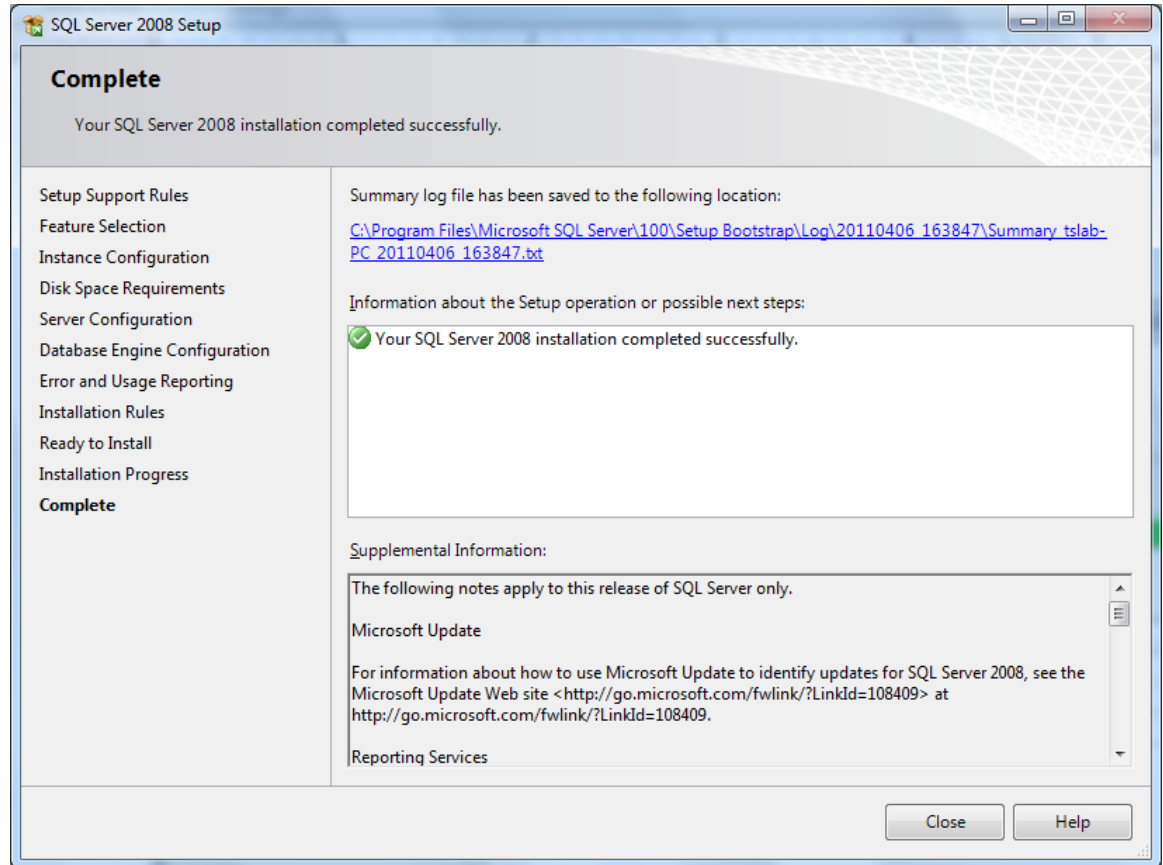 SQL Server 2008 Setup
Complete
Your SQL Server 2008 installation completed successfully.
Setup Support Rules
Feature Selection
Instance Configuration
Disk Space Requirements
Server Configuration
Database Engine Configuration
Error and Usage Reporting
Installation Rules
Ready to Install
Installation Progress
Complete
Summary log file has been saved to the following location:
C:\Program Files\Microsoft SQL Server\100\Setup Bootstrap\Log\20110406_163847\Summary_tslab-
PC_20110406_163847.txt
Information about the Setup operation or possible next steps:
Your SQL Server 2008 installation completed successfully.
Supplemental Information:
The following notes apply to this release of SQL Server only.
Microsoft Update
For information about how to use Microsoft Update to identify updates for SQL Server 2008, see the
Microsoft Update Web site <http://go.microsoft.com/fwlink/?LinkId=108409> at
http://go.microsoft.com/fwlink/?LinkId=108409.
Reporting Services
Close
Help